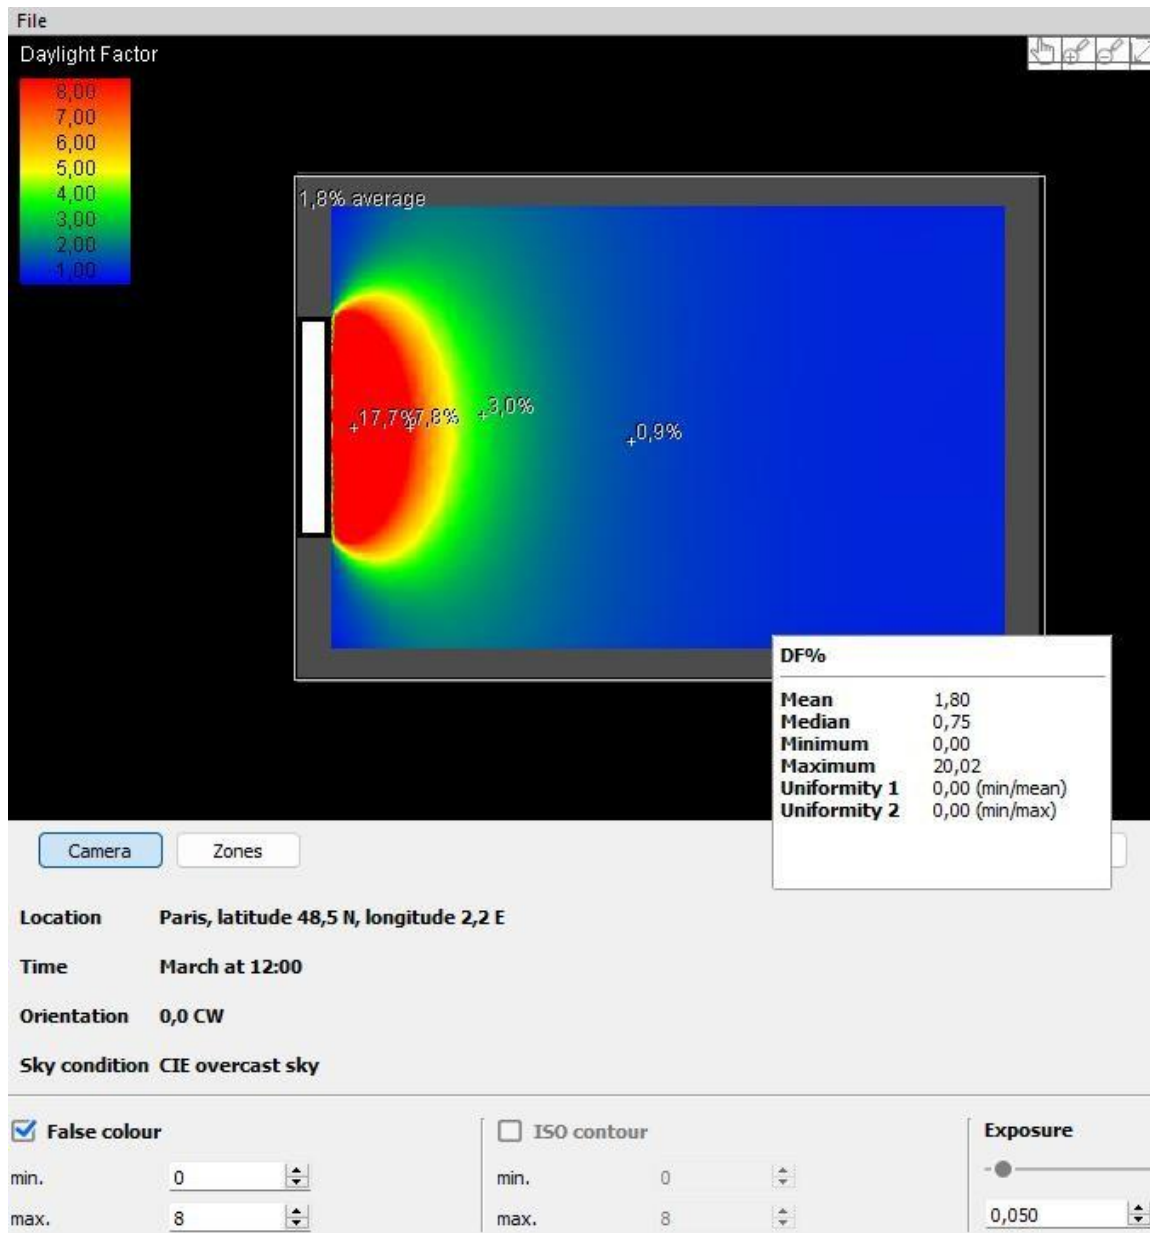 File
Daylight Factor
8,00
7,00
6,00
5,00
4,00
3,00
2,00
1,00
1,8% average
17,7%
7,8%
3,0%
0,9%
DF%
Mean 1,80
Median 0,75
Minimum 0,00
Maximum 20,02
Uniformity 1 0,00 (min/mean)
Uniformity 2 0,00 (min/max)
Camera Zones
Location Paris, latitude 48,5 N, longitude 2,2 E
Time March at 12:00
Orientation 0,0 CW
Sky condition CIE overcast sky
False colour ISO contour Exposure
min. 0 min. 0
max. 8 max. 8 0,050